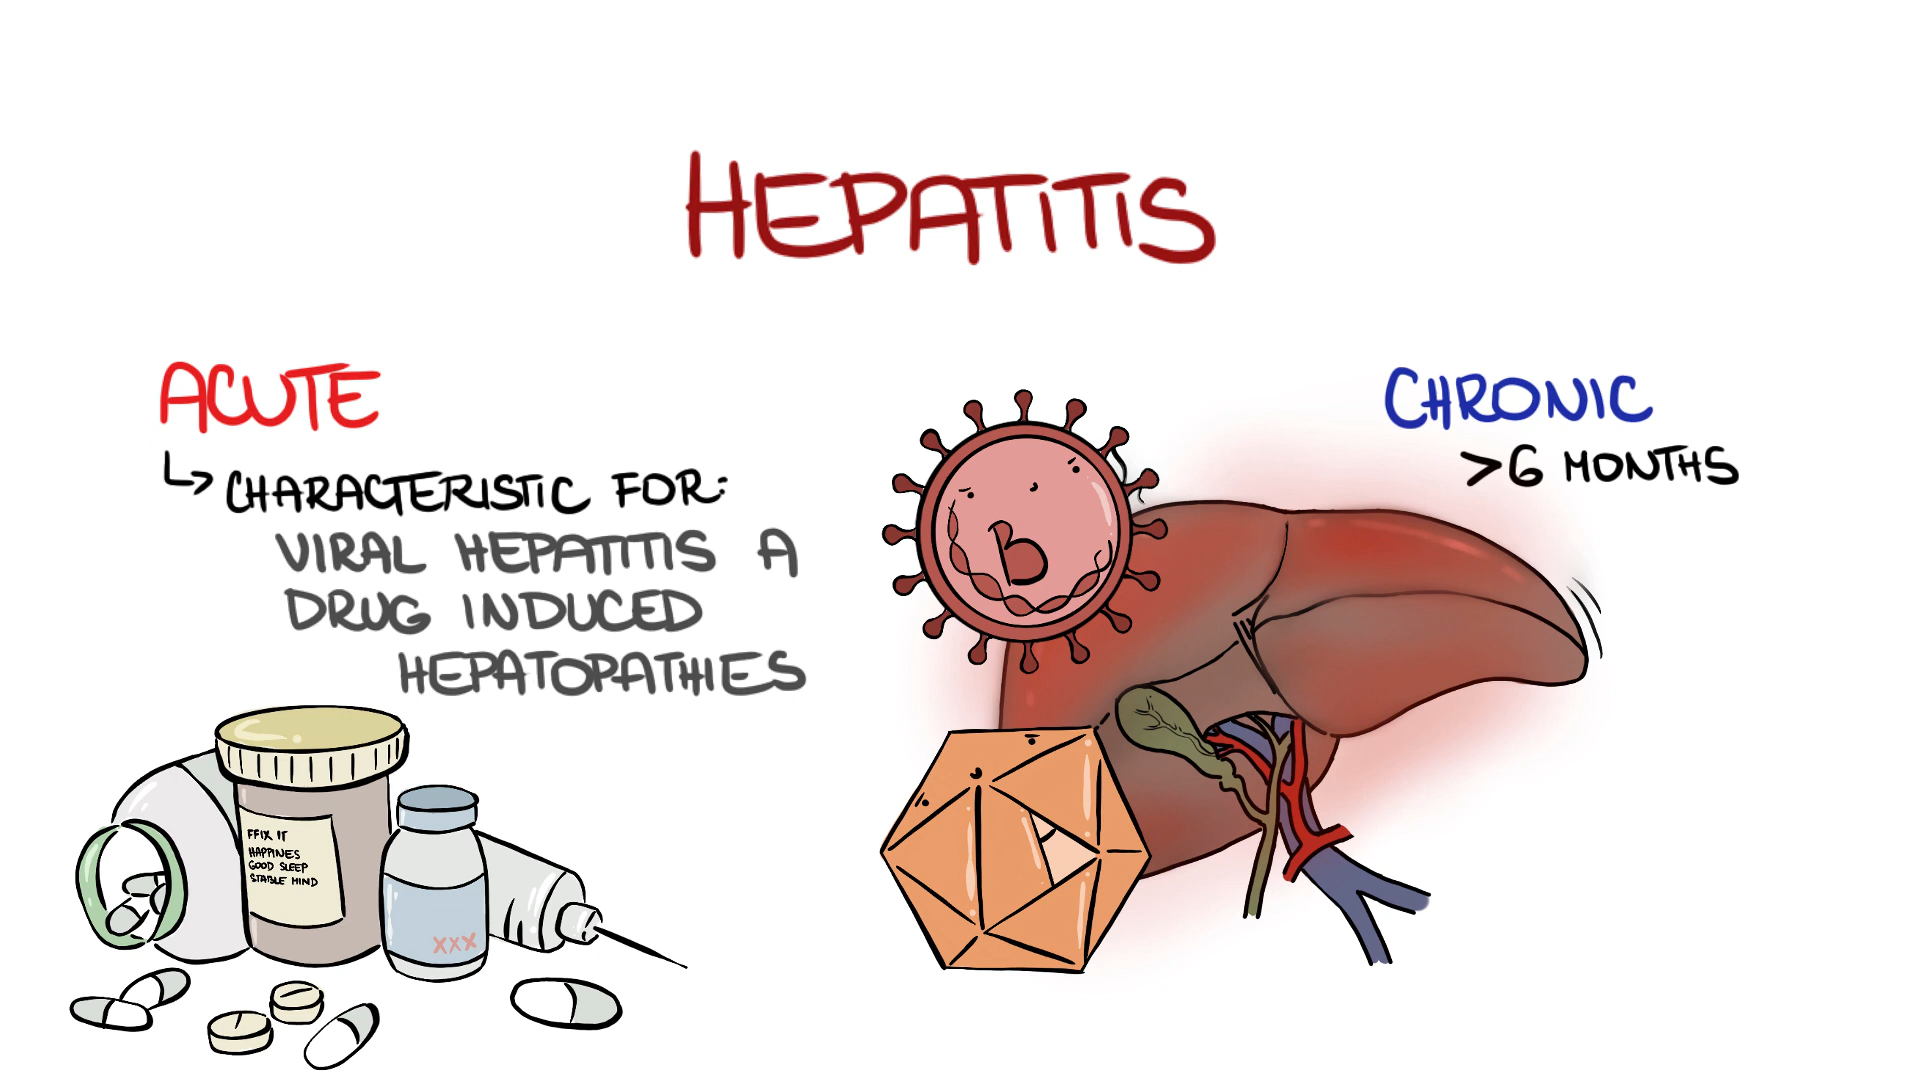 HEPATITIS
ACUTE
↳ CHARACTERISTIC FOR:
VIRAL HEPATITIS A
DRUG INDUCED
HEPATOPATHIES
CHRONIC
>6 MONTHS
b
FFIX IT
HAPPINES
GOOD SLEEP
STABLE MIND
XXX